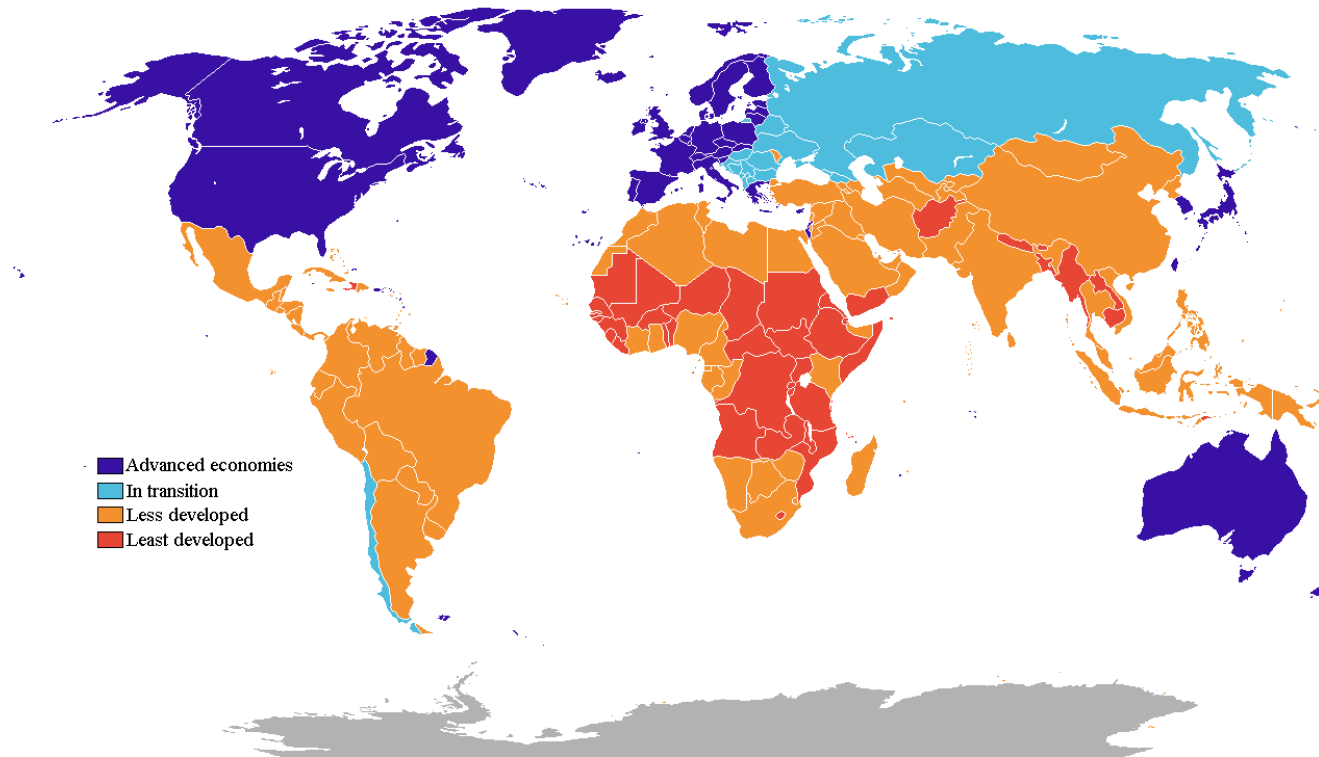 Advanced economies
In transition
Less developed
Least developed